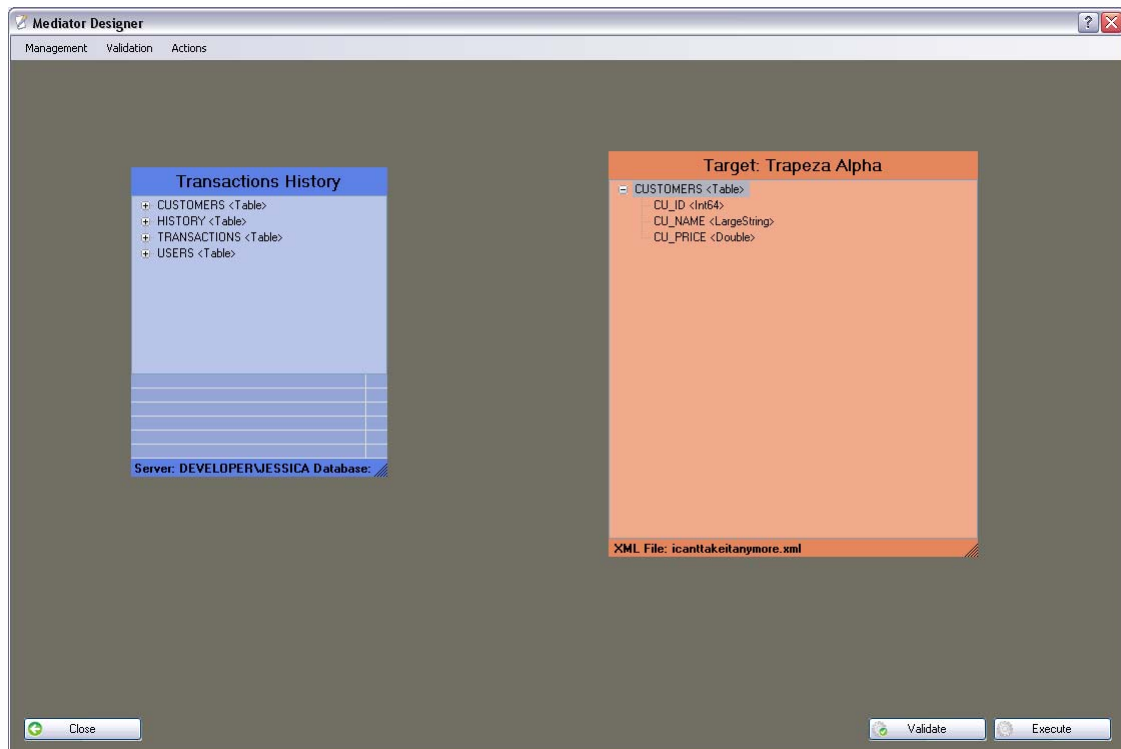 Mediator Designer
Management Validation Actions
Transactions History
CUSTOMERS <Table>
HISTORY <Table>
TRANSACTIONS <Table>
USERS <Table>
Server: DEVELOPER\JESSICA Database:
Target: Trapeza Alpha
CUSTOMERS <Table>
CU_ID <Int64>
CU_NAME <LargeString>
CU_PRICE <Double>
XML File: icanttakeitanymore.xml
Close
Validate
Execute